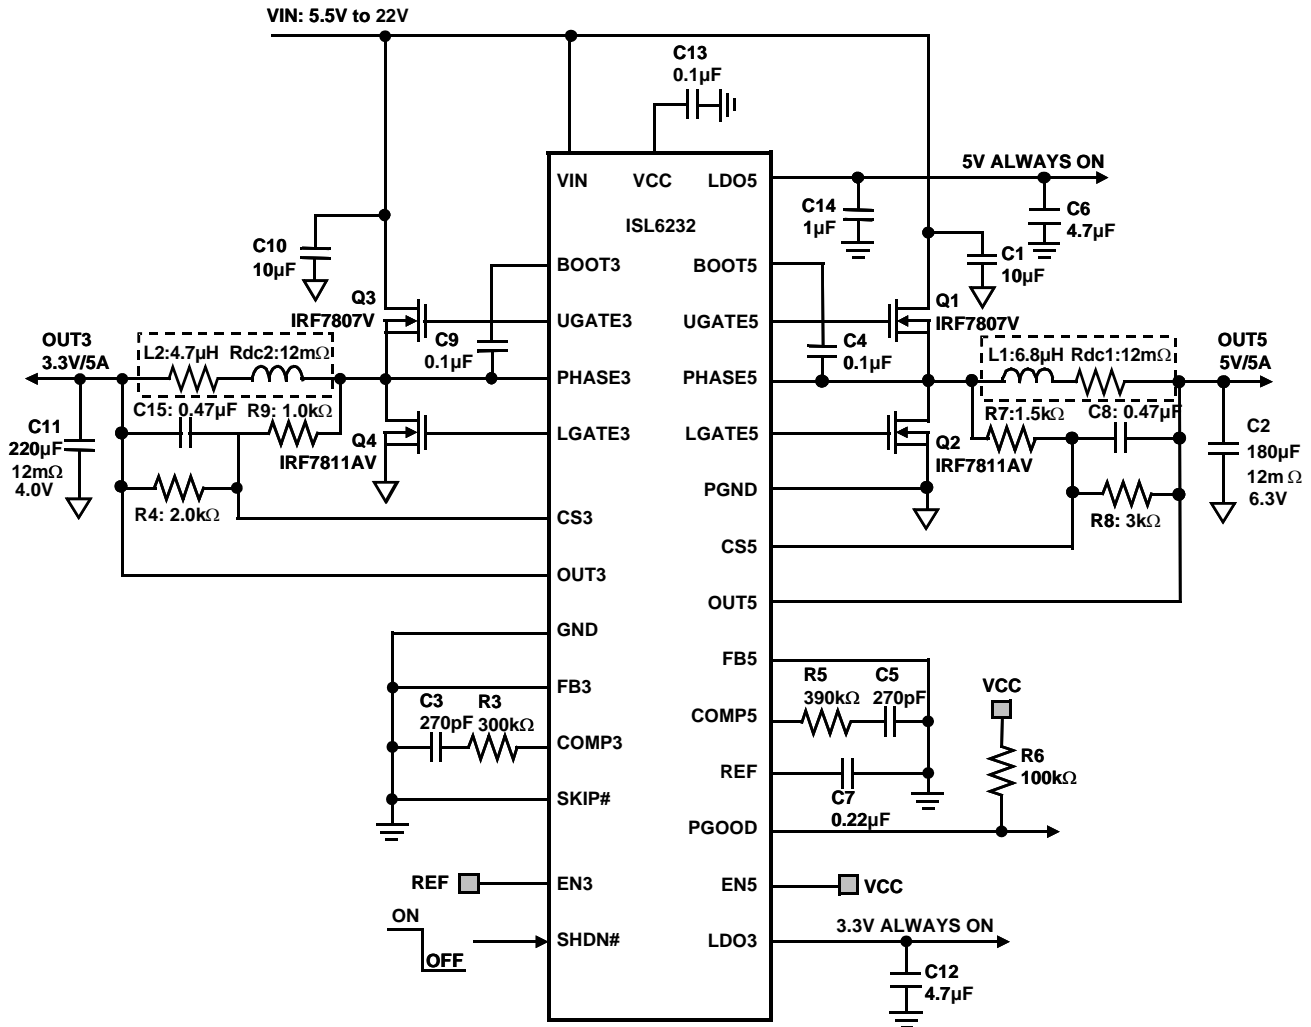 VIN: 5.5V to 22V
C13
0.1µF
VIN
VCC
LDO5
ISL6232
5V ALWAYS ON
C14
1µF
C6
4.7µF
C10
10µF
BOOT3
BOOT5
C1
10µF
Q3
IRF7807V
UGATE3
UGATE5
Q1
IRF7807V
C9
0.1µF
C4
0.1µF
OUT3
3.3V/5A
L2:4.7µH
Rdc2:12mΩ
PHASE3
PHASE5
L1:6.8µH
Rdc1:12mΩ
OUT5
5V/5A
C15: 0.47µF
R9: 1.0kΩ
R7:1.5kΩ
C8: 0.47µF
C11
220µF
12mΩ
4.0V
Q4
IRF7811AV
LGATE3
LGATE5
Q2
IRF7811AV
C2
180µF
12mΩ
6.3V
R4: 2.0kΩ
PGND
R8: 3kΩ
CS3
CS5
OUT3
OUT5
GND
FB5
FB3
C3
270pF
R3
300kΩ
COMP3
R5
390kΩ
C5
270pF
COMP5
VCC
R6
100kΩ
REF
C7
0.22µF
SKIP#
PGOOD
REF
EN3
EN5
VCC
ON
OFF
SHDN#
LDO3
3.3V ALWAYS ON
C12
4.7µF